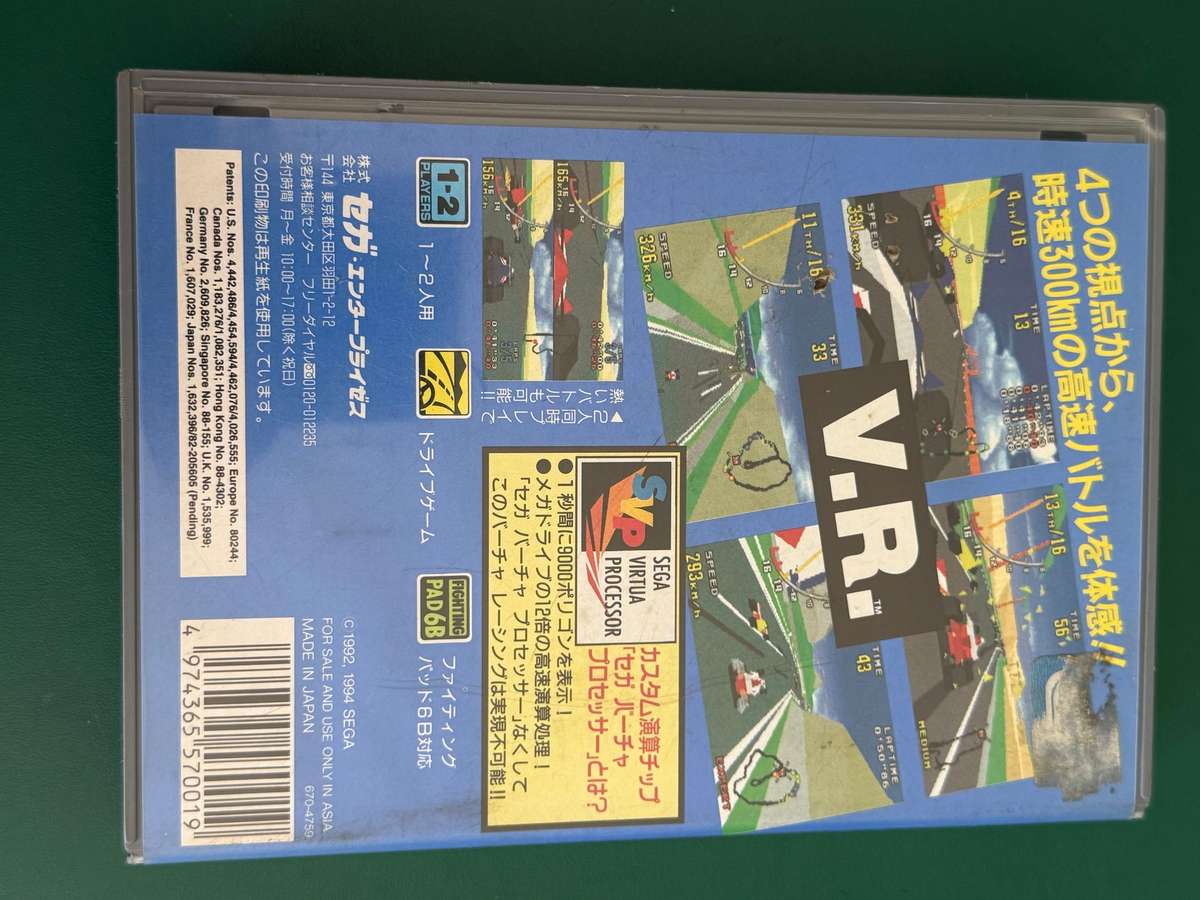 4つの視点から、
時速300kmの高速バトルを体感!!
4TH/16
TIME
13
LAPTIME
SPEED
331KM/H
13TH/16
TIME
56
MEDIUM
V.R.™
11TH/16
TIME
33
SPEED
326KM/H
TIME
43
LAPTIME
0'50"86
SPEED
293KM/H
EXPERT
165KM/H
156KM/H
▼2人同時プレイで
熱いバトルも可能!!
SVP
SEGA
VIRTUA
PROCESSOR
カスタム演算チップ
「セガ バーチャ
プロセッサー」とは?
●1秒間に9000ポリゴンを表示!
●メガドライブの12倍の高速演算処理!
「セガ バーチャ プロセッサー」なくして
このバーチャ レーシングは実現不可能!!
1-2
PLAYERS
1〜2人用
ドライブゲーム
FIGHTING
PAD6B
ファイティング
パッド6B対応
株式会社 セガ・エンタープライゼス
〒144 東京都大田区羽田1-2-12
お客様相談センター フリーダイヤル 0120-012235
受付時間 月〜金 10:00〜17:00(除く祝日)
この印刷物は再生紙を使用しています。
Patents: U.S. Nos. 4,442,486/4,454,594/4,462,076/4,026,555; Europe No. 80244;
Canada Nos. 1,183,276/1,082,351; Hong Kong No. 88-4302;
Germany No. 2,609,826; Singapore No. 88-155; U.K. No. 1,535,999;
France No. 1,607,029; Japan Nos. 1,632,396/82-205605 (Pending)
©1992, 1994 SEGA
FOR SALE AND USE ONLY IN ASIA
MADE IN JAPAN
670-4759
4 974365 570019